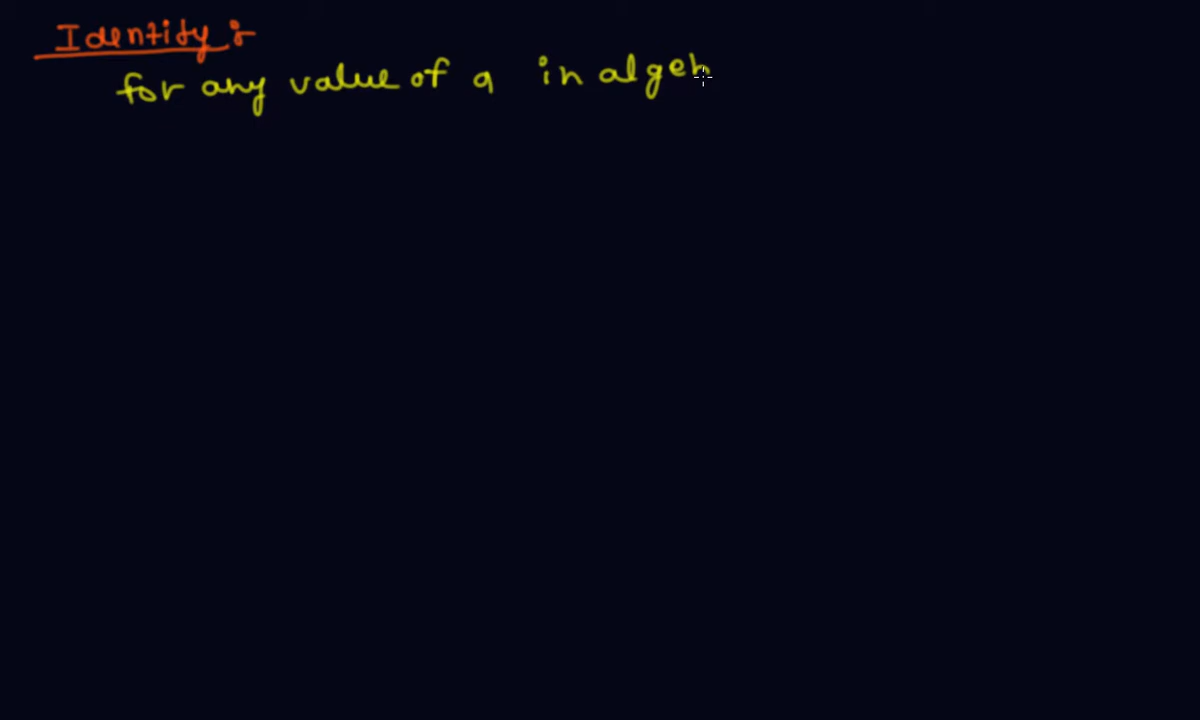 Identity :-
for any value of a in algeb